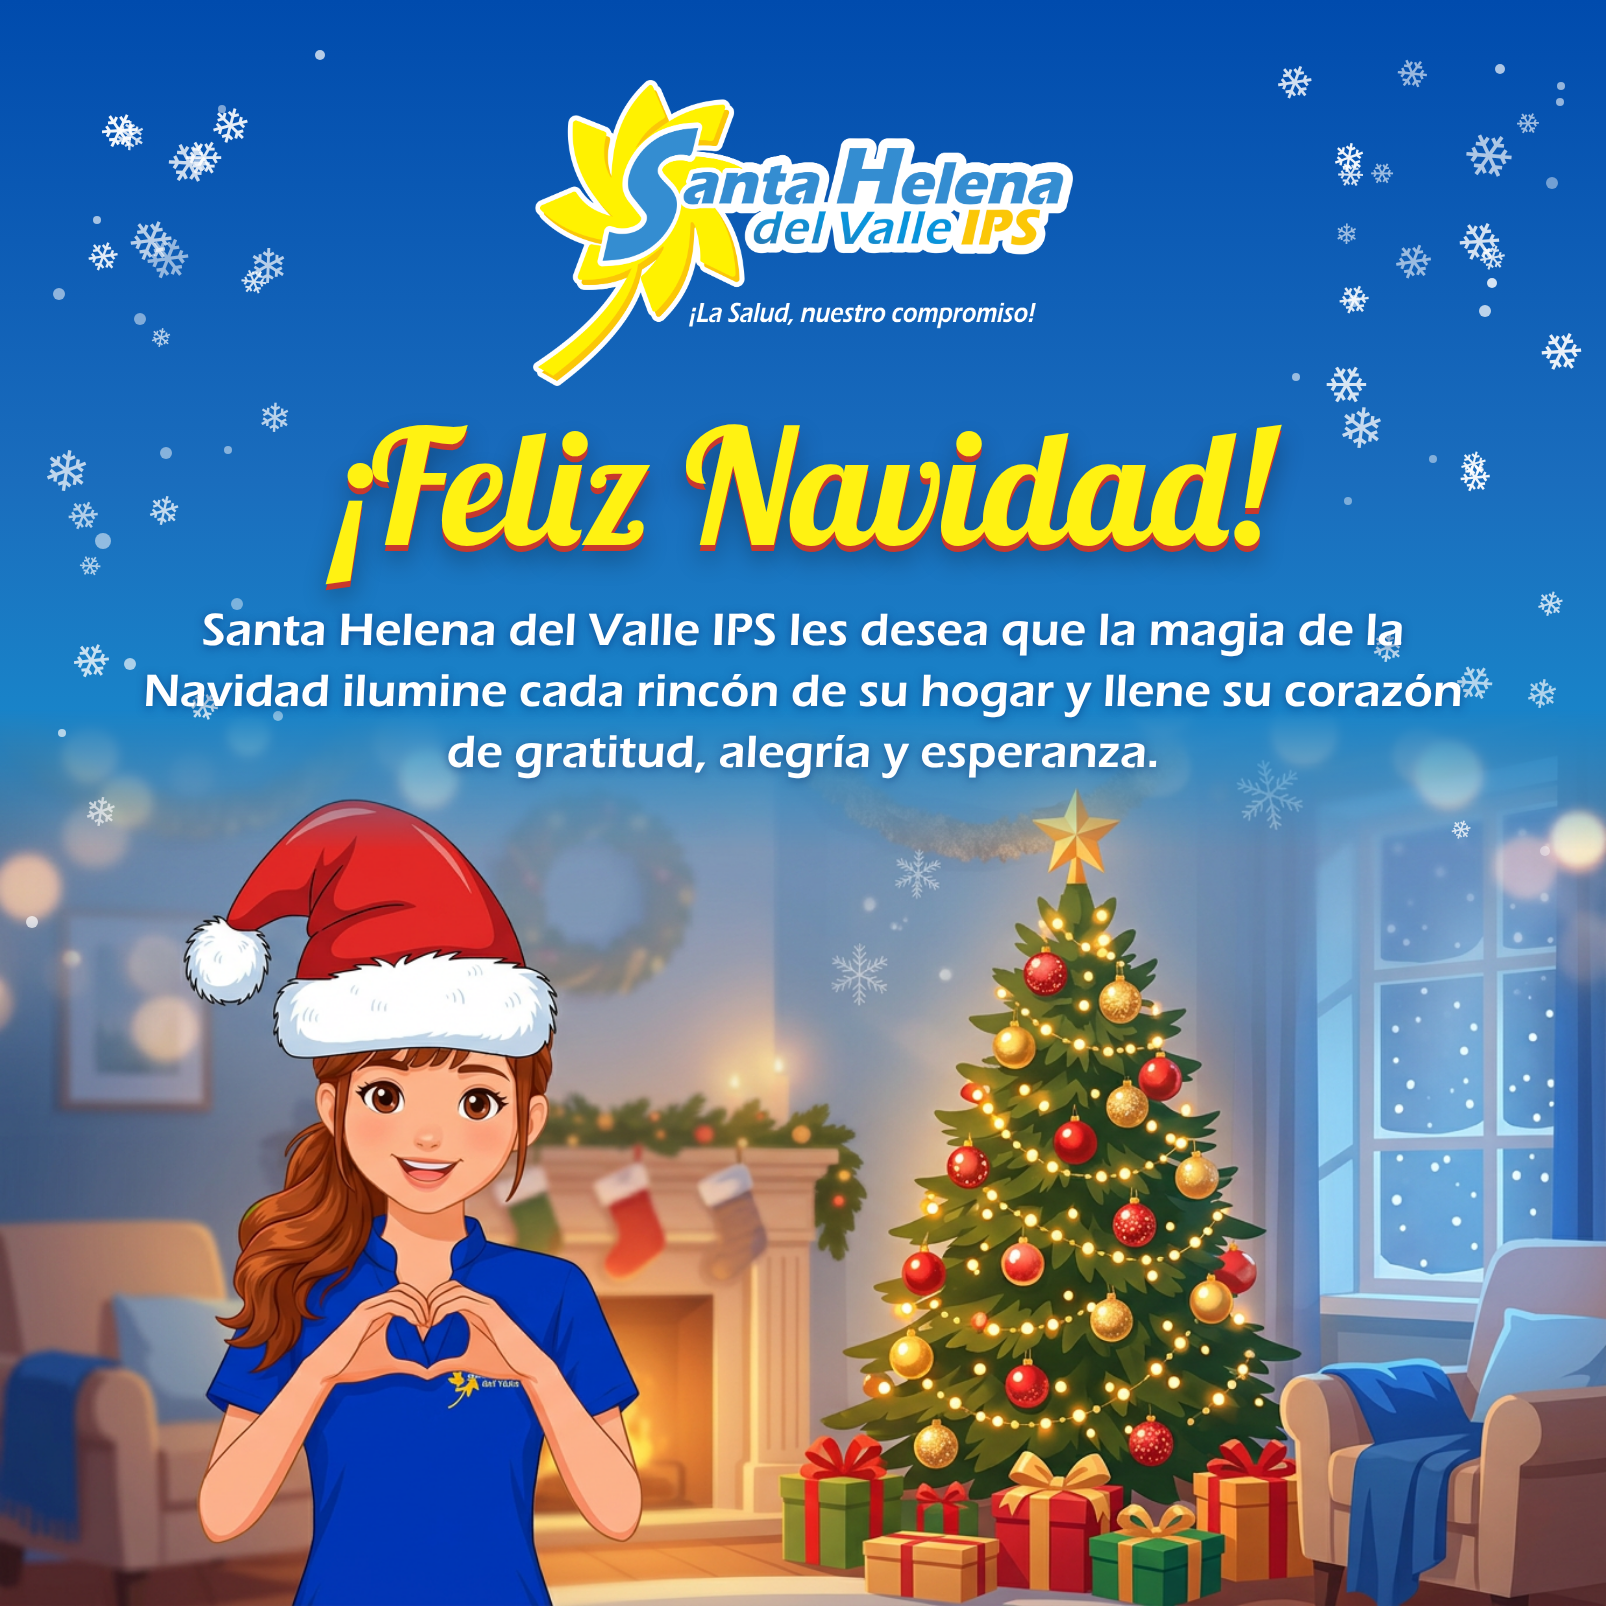 Santa Helena
del Valle IPS
¡La Salud, nuestro compromiso!
¡Feliz Navidad!
Santa Helena del Valle IPS les desea que la magia de la
Navidad ilumine cada rincón de su hogar y llene su corazón
de gratitud, alegría y esperanza.